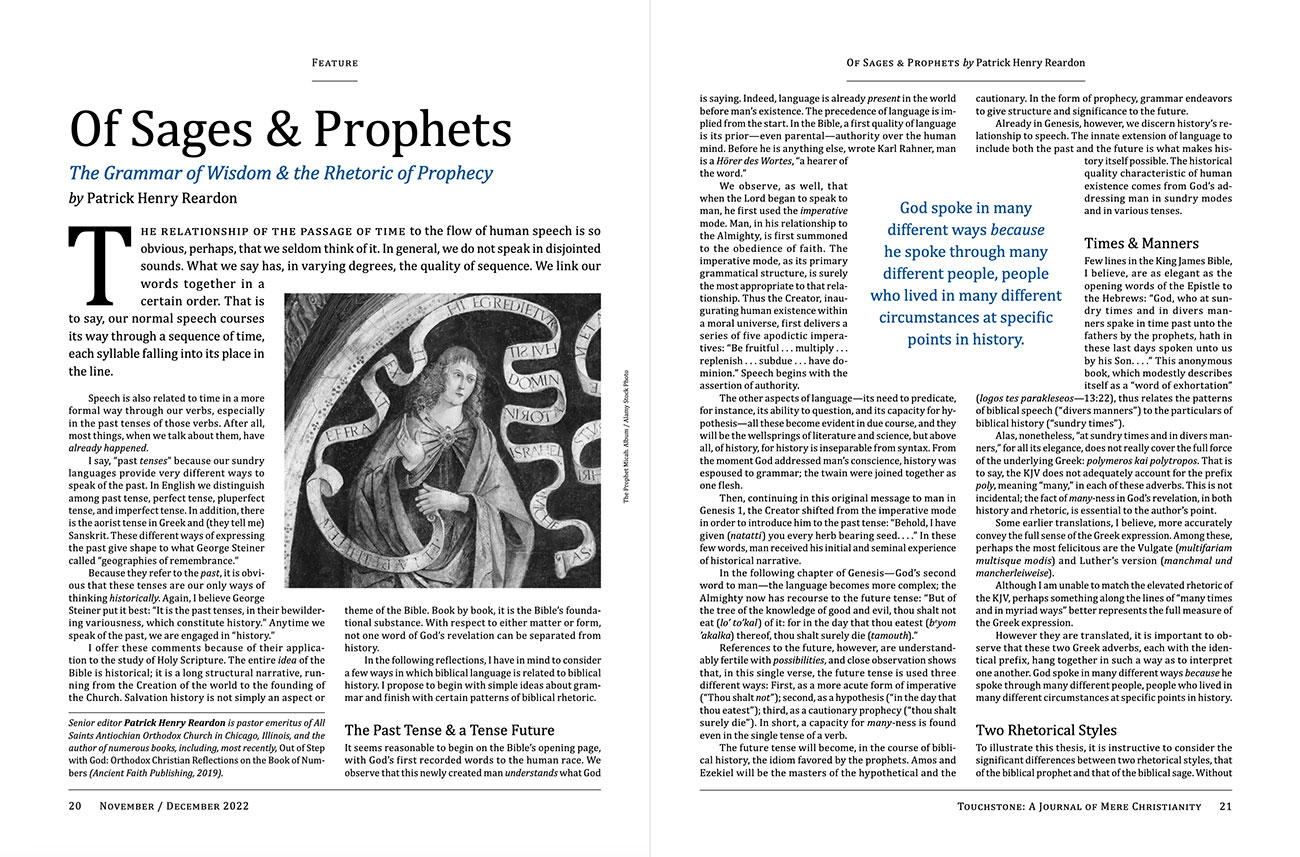 FEATURE
Of Sages & Prophets
The Grammar of Wisdom & the Rhetoric of Prophecy
by Patrick Henry Reardon
THE RELATIONSHIP OF THE PASSAGE OF TIME to the flow of human speech is so
obvious, perhaps, that we seldom think of it. In general, we do not speak in disjointed
sounds. What we say has, in varying degrees, the quality of sequence. We link our
words together in a
certain order. That is
to say, our normal speech courses
its way through a sequence of time,
each syllable falling into its place in
the line.
Speech is also related to time in a more
formal way through our verbs, especially
in the past tenses of those verbs. After all,
most things, when we talk about them, have
already happened.
I say, "past tenses" because our sundry
languages provide very different ways to
speak of the past. In English we distinguish
among past tense, perfect tense, pluperfect
tense, and imperfect tense. In addition, there
is the aorist tense in Greek and (they tell me)
Sanskrit. These different ways of expressing
the past give shape to what George Steiner
called "geographies of remembrance."
Because they refer to the past, it is obvi-
ous that these tenses are our only ways of
thinking historically. Again, I believe George
Steiner put it best: "It is the past tenses, in their bewilder-
ing variousness, which constitute history." Anytime we
speak of the past, we are engaged in "history."
I offer these comments because of their applica-
tion to the study of Holy Scripture. The entire idea of the
Bible is historical; it is a long structural narrative, run-
ning from the Creation of the world to the founding of
the Church. Salvation history is not simply an aspect or
Senior editor Patrick Henry Reardon is pastor emeritus of All
Saints Antiochian Orthodox Church in Chicago, Illinois, and the
author of numerous books, including, most recently, Out of Step
with God: Orthodox Christian Reflections on the Book of Num-
bers (Ancient Faith Publishing, 2019).
HI EGREDIETVR
DOMIN
ISRAHEL
EFFRA
The Prophet Micah: Album / Alamy Stock Photo
theme of the Bible. Book by book, it is the Bible's founda-
tional substance. With respect to either matter or form,
not one word of God's revelation can be separated from
history.
In the following reflections, I have in mind to consider
a few ways in which biblical language is related to biblical
history. I propose to begin with simple ideas about gram-
mar and finish with certain patterns of biblical rhetoric.
The Past Tense & a Tense Future
It seems reasonable to begin on the Bible's opening page,
with God's first recorded words to the human race. We
observe that this newly created man understands what God
20 NOVEMBER / DECEMBER 2022
OF SAGES & PROPHETS by Patrick Henry Reardon
is saying. Indeed, language is already present in the world
before man's existence. The precedence of language is im-
plied from the start. In the Bible, a first quality of language
is its prior—even parental—authority over the human
mind. Before he is anything else, wrote Karl Rahner, man
is a Hörer des Wortes, "a hearer of
the word."
We observe, as well, that
when the Lord began to speak to
man, he first used the imperative
mode. Man, in his relationship to
the Almighty, is first summoned
to the obedience of faith. The
imperative mode, as its primary
grammatical structure, is surely
the most appropriate to that rela-
tionship. Thus the Creator, inau-
gurating human existence within
a moral universe, first delivers a
series of five apodictic impera-
tives: "Be fruitful . . . multiply . . .
replenish . . . subdue . . . have do-
minion." Speech begins with the
assertion of authority.
The other aspects of language—its need to predicate,
for instance, its ability to question, and its capacity for hy-
pothesis—all these become evident in due course, and they
will be the wellsprings of literature and science, but above
all, of history, for history is inseparable from syntax. From
the moment God addressed man's conscience, history was
espoused to grammar; the twain were joined together as
one flesh.
Then, continuing in this original message to man in
Genesis 1, the Creator shifted from the imperative mode
in order to introduce him to the past tense: "Behold, I have
given (natatti) you every herb bearing seed. . . ." In these
few words, man received his initial and seminal experience
of historical narrative.
In the following chapter of Genesis—God's second
word to man—the language becomes more complex; the
Almighty now has recourse to the future tense: "But of
the tree of the knowledge of good and evil, thou shalt not
eat (lo' to'kal) of it: for in the day that thou eatest (bᵉyom
'akalka) thereof, thou shalt surely die (tamouth)."
References to the future, however, are understand-
ably fertile with possibilities, and close observation shows
that, in this single verse, the future tense is used three
different ways: First, as a more acute form of imperative
("Thou shalt not"); second, as a hypothesis ("in the day that
thou eatest"); third, as a cautionary prophecy ("thou shalt
surely die"). In short, a capacity for many-ness is found
even in the single tense of a verb.
The future tense will become, in the course of bibli-
cal history, the idiom favored by the prophets. Amos and
Ezekiel will be the masters of the hypothetical and the
God spoke in many
different ways because
he spoke through many
different people, people
who lived in many different
circumstances at specific
points in history.
cautionary. In the form of prophecy, grammar endeavors
to give structure and significance to the future.
Already in Genesis, however, we discern history's re-
lationship to speech. The innate extension of language to
include both the past and the future is what makes his-
tory itself possible. The historical
quality characteristic of human
existence comes from God's ad-
dressing man in sundry modes
and in various tenses.
Times & Manners
Few lines in the King James Bible,
I believe, are as elegant as the
opening words of the Epistle to
the Hebrews: "God, who at sun-
dry times and in divers man-
ners spake in time past unto the
fathers by the prophets, hath in
these last days spoken unto us
by his Son. . . ." This anonymous
book, which modestly describes
itself as a "word of exhortation"
(logos tes parakleseos—13:22), thus relates the patterns
of biblical speech ("divers manners") to the particulars of
biblical history ("sundry times").
Alas, nonetheless, "at sundry times and in divers man-
ners," for all its elegance, does not really cover the full force
of the underlying Greek: polymeros kai polytropos. That is
to say, the KJV does not adequately account for the prefix
poly, meaning "many," in each of these adverbs. This is not
incidental; the fact of many-ness in God's revelation, in both
history and rhetoric, is essential to the author's point.
Some earlier translations, I believe, more accurately
convey the full sense of the Greek expression. Among these,
perhaps the most felicitous are the Vulgate (multifariam
multisque modis) and Luther's version (manchmal und
mancherleiweise).
Although I am unable to match the elevated rhetoric of
the KJV, perhaps something along the lines of "many times
and in myriad ways" better represents the full measure of
the Greek expression.
However they are translated, it is important to ob-
serve that these two Greek adverbs, each with the iden-
tical prefix, hang together in such a way as to interpret
one another. God spoke in many different ways because he
spoke through many different people, people who lived in
many different circumstances at specific points in history.
Two Rhetorical Styles
To illustrate this thesis, it is instructive to consider the
significant differences between two rhetorical styles, that
of the biblical prophet and that of the biblical sage. Without
TOUCHSTONE: A JOURNAL OF MERE CHRISTIANITY 21